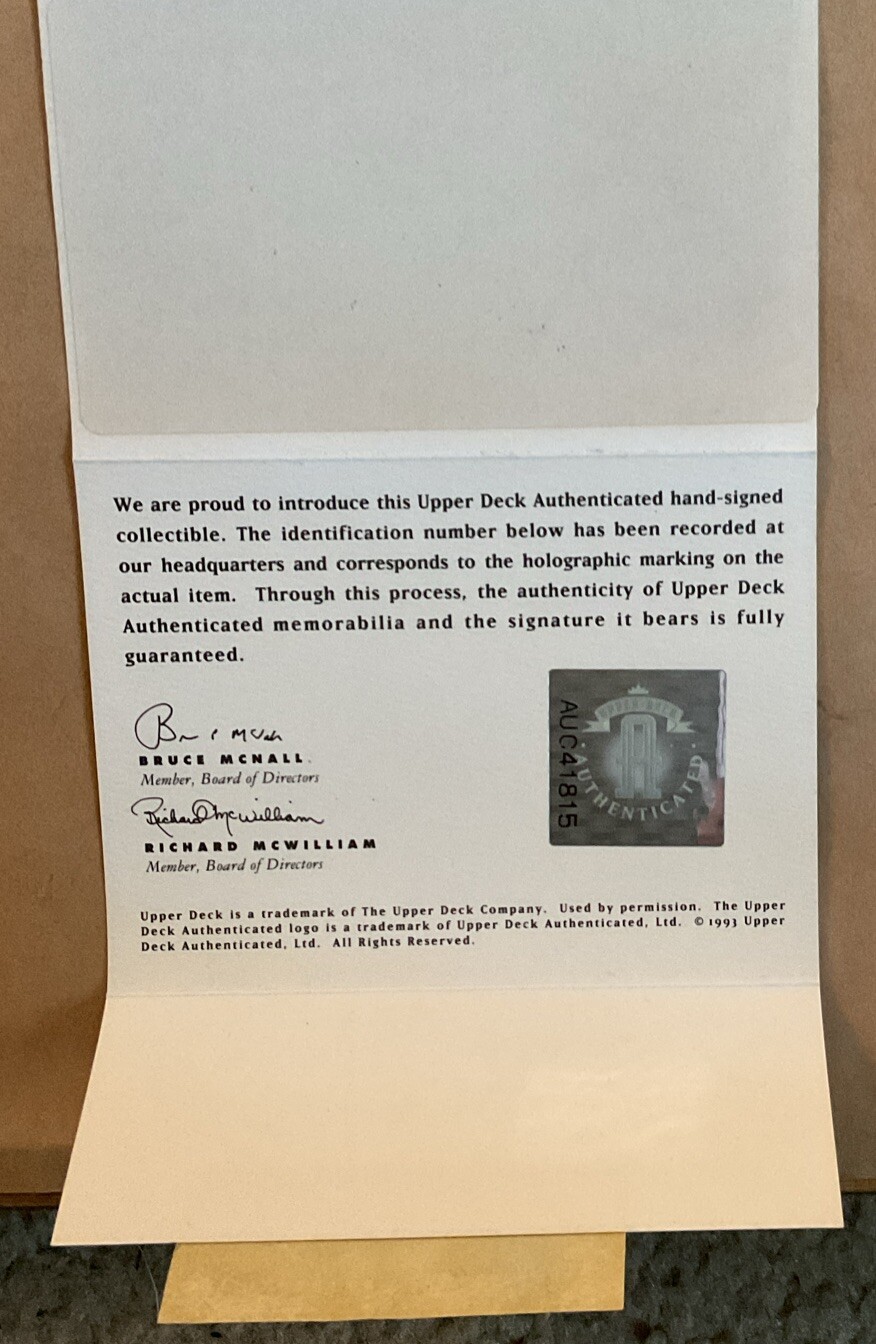 We are proud to introduce this Upper Deck Authenticated hand-signed
collectible. The identification number below has been recorded at
our headquarters and corresponds to the holographic marking on the
actual item. Through this process, the authenticity of Upper Deck
Authenticated memorabilia and the signature it bears is fully
guaranteed.
BRUCE MCNALL
Member, Board of Directors
Richard McWilliam
RICHARD MCWILLIAM
Member, Board of Directors
UPPER DECK
AUTHENTICATED
AUC41815
Upper Deck is a trademark of The Upper Deck Company. Used by permission. The Upper
Deck Authenticated logo is a trademark of Upper Deck Authenticated, Ltd. © 1993 Upper
Deck Authenticated, Ltd. All Rights Reserved.